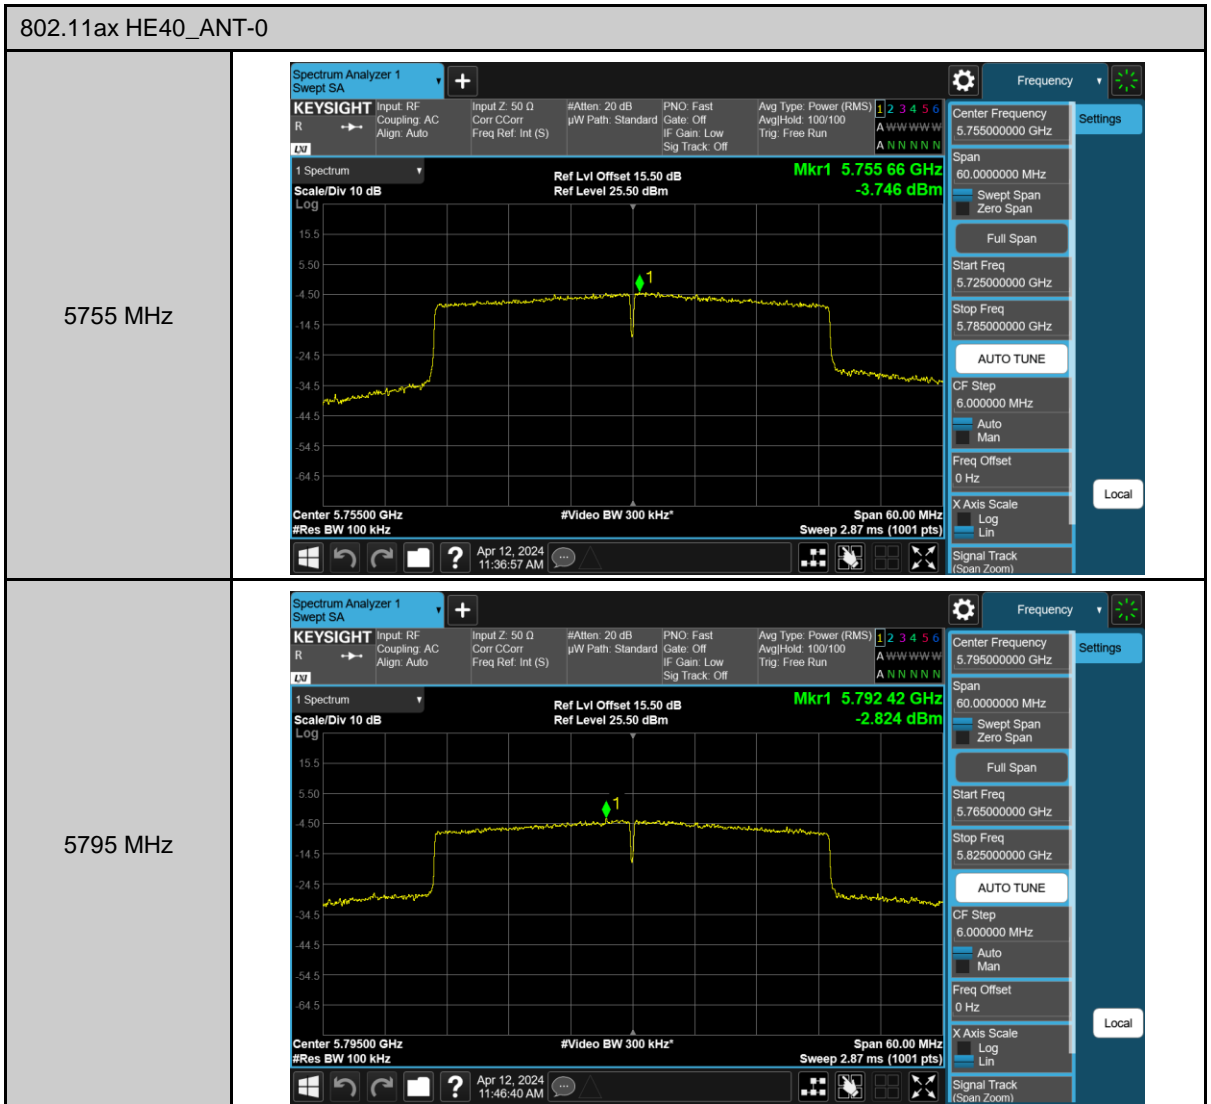 802.11ax HE40_ANT-0
5755 MHz
Spectrum Analyzer 1
Swept SA
+
Frequency
KEYSIGHT
R
LXI
Input: RF
Coupling: AC
Align: Auto
Input Z: 50 Ω
Corr CCorr
Freq Ref: Int (S)
#Atten: 20 dB
µW Path: Standard
PNO: Fast
Gate: Off
IF Gain: Low
Sig Track: Off
Avg Type: Power (RMS)
Avg|Hold: 100/100
Trig: Free Run
1 2 3 4 5 6
A W W W W W
A N N N N N
1 Spectrum
Scale/Div 10 dB
Log
Ref Lvl Offset 15.50 dB
Ref Level 25.50 dBm
Mkr1 5.755 66 GHz
-3.746 dBm
15.5
5.50
-4.50
-14.5
-24.5
-34.5
-44.5
-54.5
-64.5
1
Center 5.75500 GHz
#Res BW 100 kHz
#Video BW 300 kHz*
Span 60.00 MHz
Sweep 2.87 ms (1001 pts)
?
Apr 12, 2024
11:36:57 AM
Center Frequency
5.755000000 GHz
Span
60.0000000 MHz
Swept Span
Zero Span
Full Span
Start Freq
5.725000000 GHz
Stop Freq
5.785000000 GHz
AUTO TUNE
CF Step
6.000000 MHz
Auto
Man
Freq Offset
0 Hz
X Axis Scale
Log
Lin
Signal Track
(Span Zoom)
Settings
Local
5795 MHz
Spectrum Analyzer 1
Swept SA
+
Frequency
KEYSIGHT
R
LXI
Input: RF
Coupling: AC
Align: Auto
Input Z: 50 Ω
Corr CCorr
Freq Ref: Int (S)
#Atten: 20 dB
µW Path: Standard
PNO: Fast
Gate: Off
IF Gain: Low
Sig Track: Off
Avg Type: Power (RMS)
Avg|Hold: 100/100
Trig: Free Run
1 2 3 4 5 6
A W W W W W
A N N N N N
1 Spectrum
Scale/Div 10 dB
Log
Ref Lvl Offset 15.50 dB
Ref Level 25.50 dBm
Mkr1 5.792 42 GHz
-2.824 dBm
15.5
5.50
-4.50
-14.5
-24.5
-34.5
-44.5
-54.5
-64.5
1
Center 5.79500 GHz
#Res BW 100 kHz
#Video BW 300 kHz*
Span 60.00 MHz
Sweep 2.87 ms (1001 pts)
?
Apr 12, 2024
11:46:40 AM
Center Frequency
5.795000000 GHz
Span
60.0000000 MHz
Swept Span
Zero Span
Full Span
Start Freq
5.765000000 GHz
Stop Freq
5.825000000 GHz
AUTO TUNE
CF Step
6.000000 MHz
Auto
Man
Freq Offset
0 Hz
X Axis Scale
Log
Lin
Signal Track
(Span Zoom)
Settings
Local